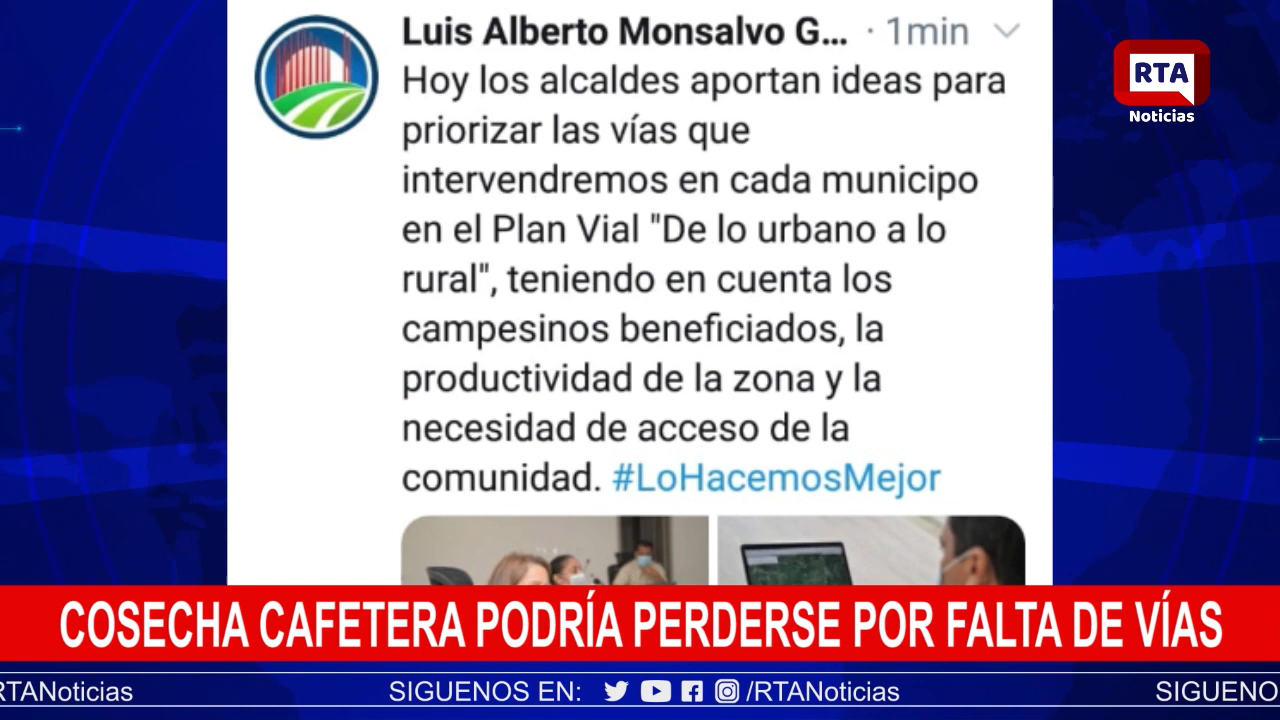 Luis Alberto Monsalvo G... · 1min
Hoy los alcaldes aportan ideas para
priorizar las vías que
intervendremos en cada municipo
en el Plan Vial "De lo urbano a lo
rural", teniendo en cuenta los
campesinos beneficiados, la
productividad de la zona y la
necesidad de acceso de la
comunidad. #LoHacemosMejor
RTA
Noticias
COSECHA CAFETERA PODRÍA PERDERSE POR FALTA DE VÍAS
RTANoticias SIGUENOS EN: /RTANoticias SIGUENO